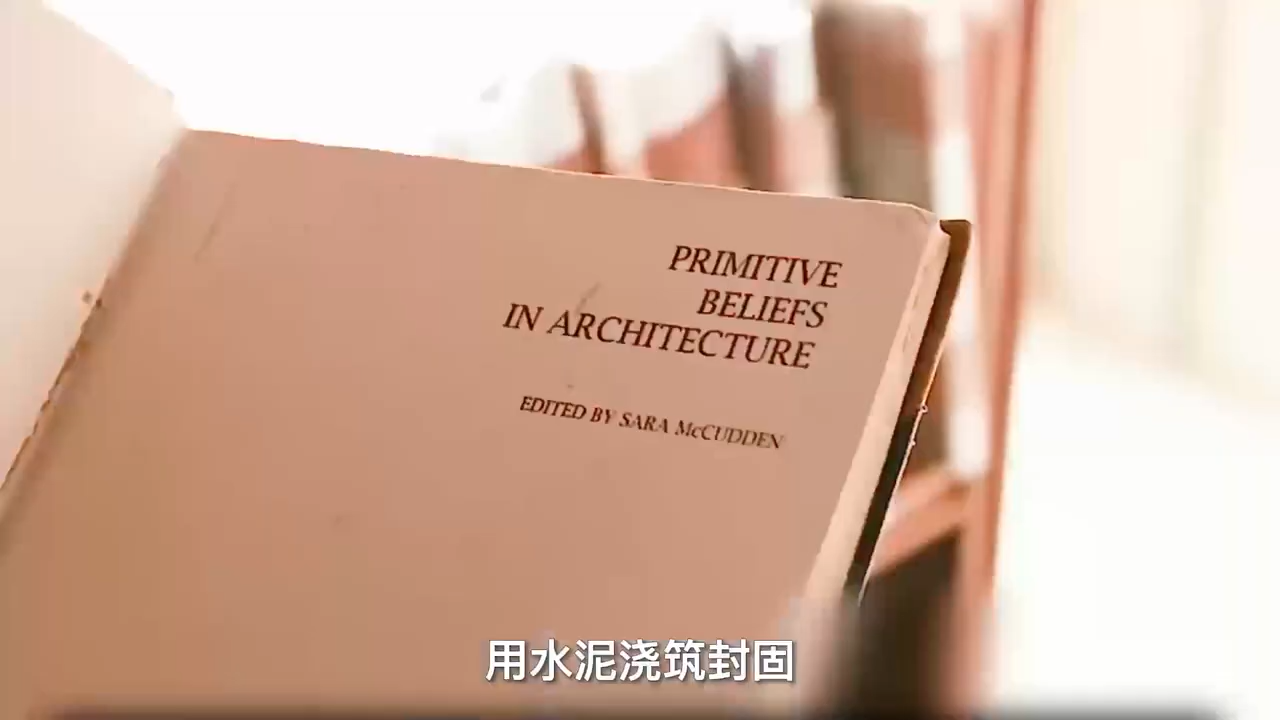 PRIMITIVE
BELIEFS
IN ARCHITECTURE
EDITED BY SARA McCUDDEN
用水泥浇筑封固